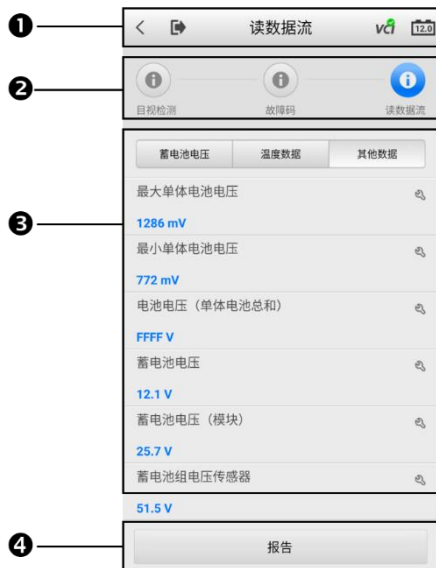 ❶
读数据流
vci
12.0
❷
目视检测
故障码
读数据流
❸
蓄电池电压
温度数据
其他数据
最大单体电池电压
1286 mV
最小单体电池电压
772 mV
电池电压（单体电池总和）
FFFF V
蓄电池电压
12.1 V
蓄电池电压（模块）
25.7 V
蓄电池组电压传感器
51.5 V
❹
报告